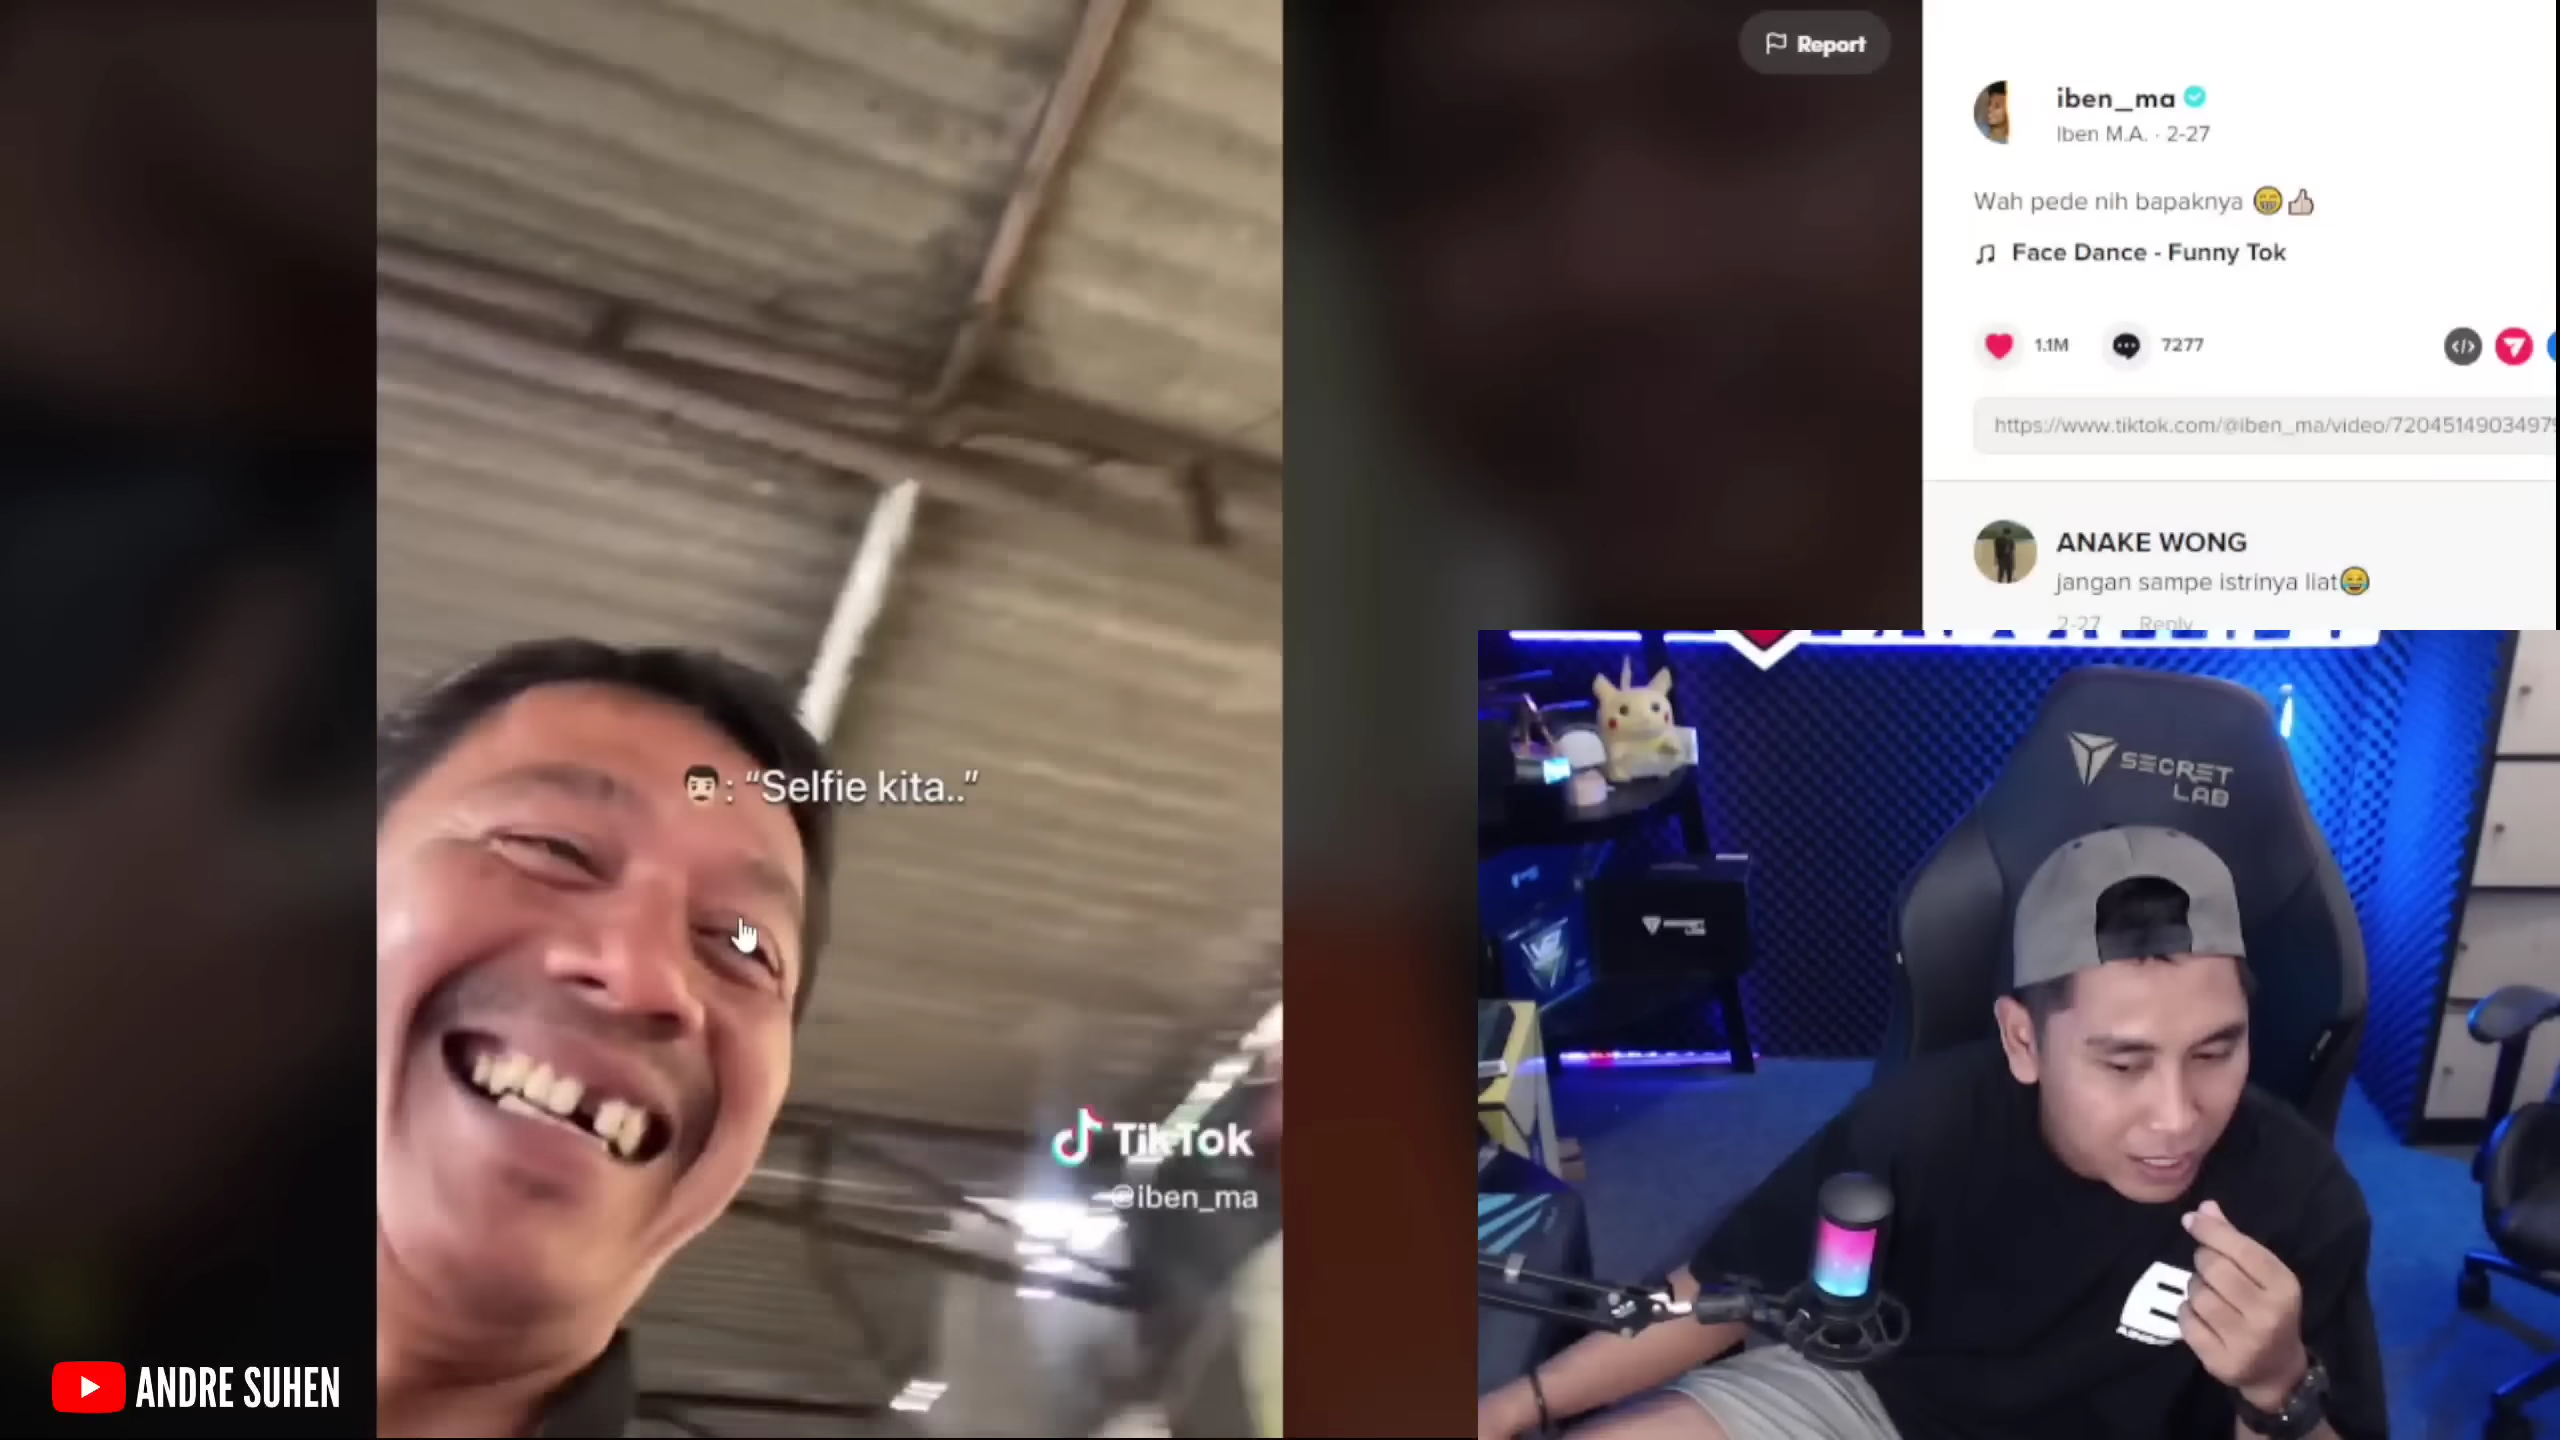 Report
iben_ma
Iben M.A. · 2-27
Wah pede nih bapaknya 😁👍
Face Dance - Funny Tok
1.1M
7277
https://www.tiktok.com/@iben_ma/video/72045149034979
ANAKE WONG
jangan sampe istrinya liat😂
2-27 Reply
👨: “Selfie kita..”
TikTok
@iben_ma
SECRET
LAB
ANDRE SUHEN